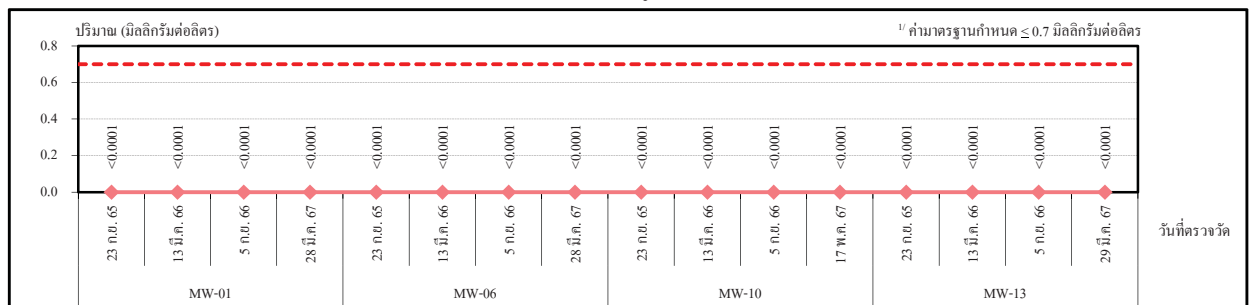 ปริมาณ (มิลลิกรัมต่อลิตร)
1/ ค่ามาตรฐานกำหนด ≤ 0.7 มิลลิกรัมต่อลิตร
0.8
0.6
0.4
0.2
0.0
<0.0001 <0.0001 <0.0001 <0.0001 <0.0001 <0.0001 <0.0001 <0.0001 <0.0001 <0.0001 <0.0001 <0.0001 <0.0001 <0.0001 <0.0001 <0.0001
23 ก.ย. 65 13 มี.ค. 66 5 ก.ย. 66 28 มี.ค. 67 23 ก.ย. 65 13 มี.ค. 66 5 ก.ย. 66 28 มี.ค. 67 23 ก.ย. 65 13 มี.ค. 66 5 ก.ย. 66 17 พ.ค. 67 23 ก.ย. 65 13 มี.ค. 66 5 ก.ย. 66 29 มี.ค. 67
วันที่ตรวจวัด
MW-01 MW-06 MW-10 MW-13